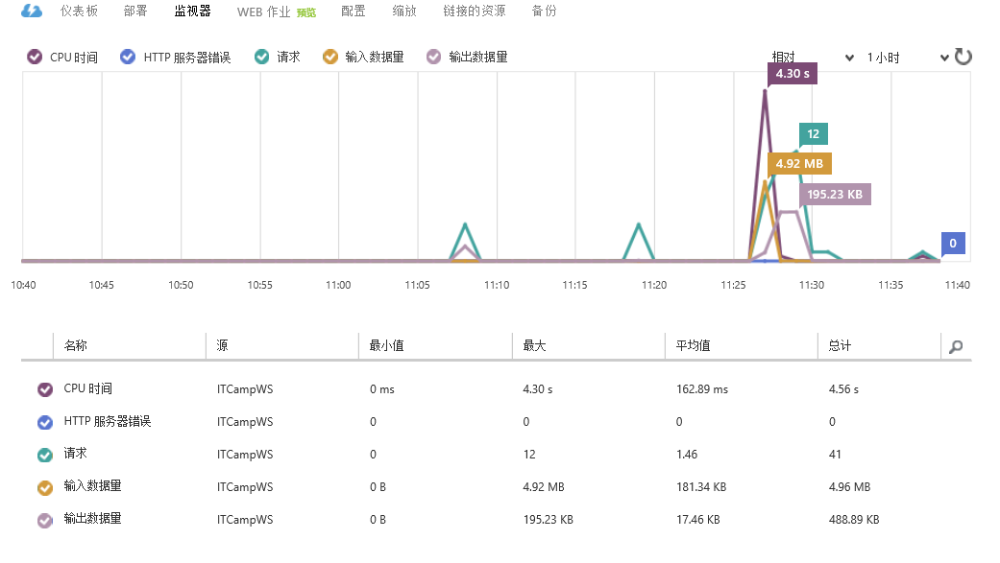 仪表板 部署 监视器 WEB 作业 预览 配置 缩放 链接的资源 备份
CPU 时间 HTTP 服务器错误 请求 输入数据量 输出数据量 相对 1 小时
4.30 s
12
4.92 MB
195.23 KB
0
10:40 10:45 10:50 10:55 11:00 11:05 11:10 11:15 11:20 11:25 11:30 11:35 11:40
名称 源 最小值 最大 平均值 总计
CPU 时间 ITCampWS 0 ms 4.30 s 162.89 ms 4.56 s
HTTP 服务器错误 ITCampWS 0 0 0 0
请求 ITCampWS 0 12 1.46 41
输入数据量 ITCampWS 0 B 4.92 MB 181.34 KB 4.96 MB
输出数据量 ITCampWS 0 B 195.23 KB 17.46 KB 488.89 KB